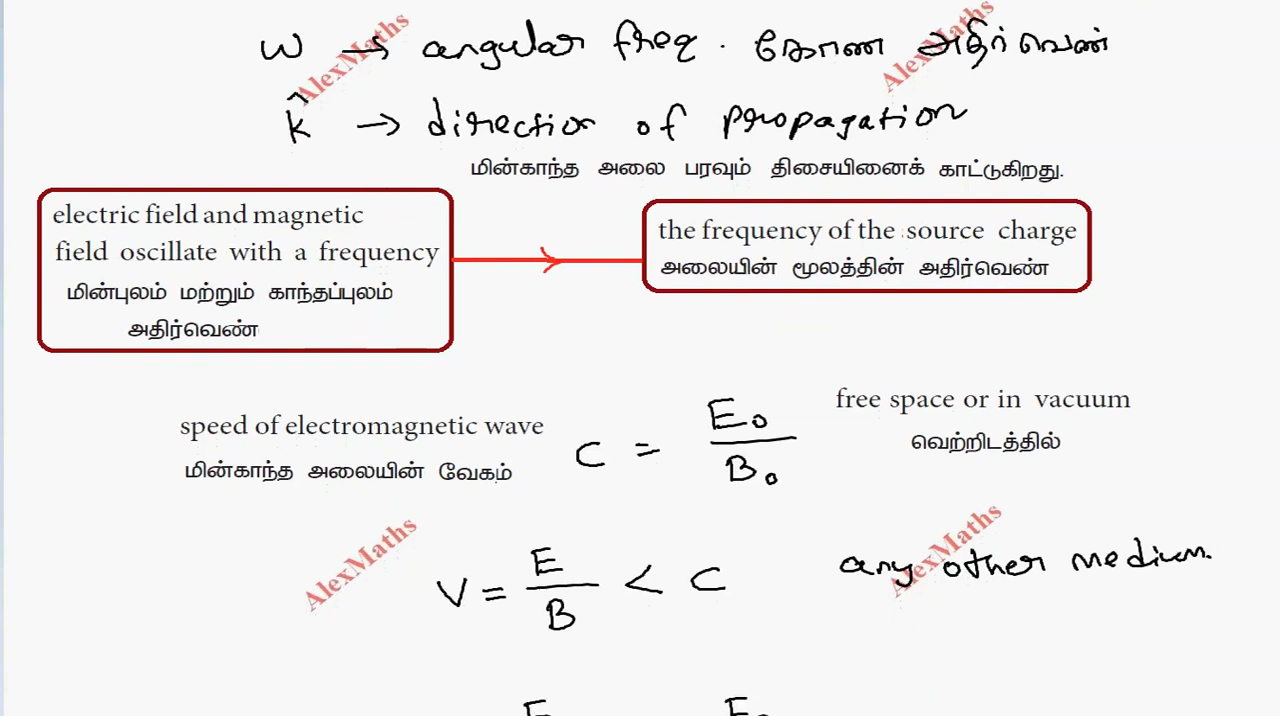 ω → angular freq. கோண அதிர்வெண்
k̂ → direction of propagation
மின்காந்த அலை பரவும் திசையினைக் காட்டுகிறது.
electric field and magnetic
field oscillate with a frequency
மின்புலம் மற்றும் காந்தப்புலம்
அதிர்வெண்
the frequency of the source charge
அலையின் மூலத்தின் அதிர்வெண்
speed of electromagnetic wave
மின்காந்த அலையின் வேகம்
C = E₀ / B₀
free space or in vacuum
வெற்றிடத்தில்
V = E / B < C
any other medium.
E E₀
AlexMaths
AlexMaths
AlexMaths
AlexMaths